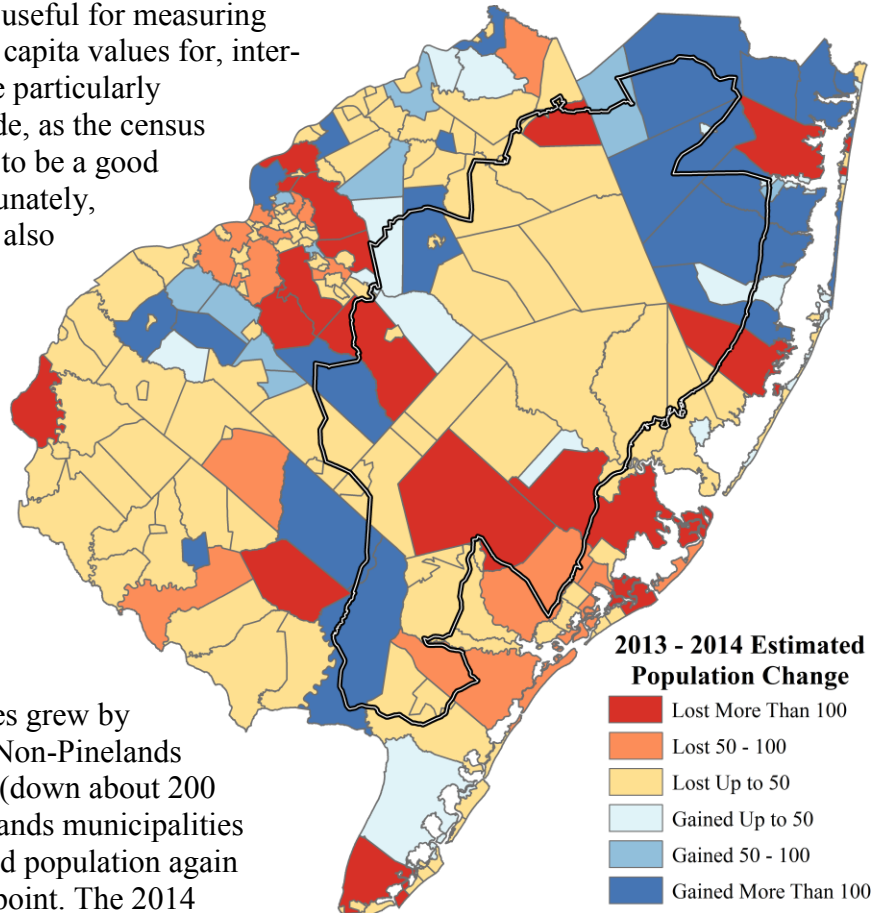 useful for measuring
capita values for, inter-
particularly
de, as the census
to be a good
unately,
also
es grew by
Non-Pinelands
(down about 200
ands municipalities
d population again
point. The 2014
2013 - 2014 Estimated
Population Change
Lost More Than 100
Lost 50 - 100
Lost Up to 50
Gained Up to 50
Gained 50 - 100
Gained More Than 100